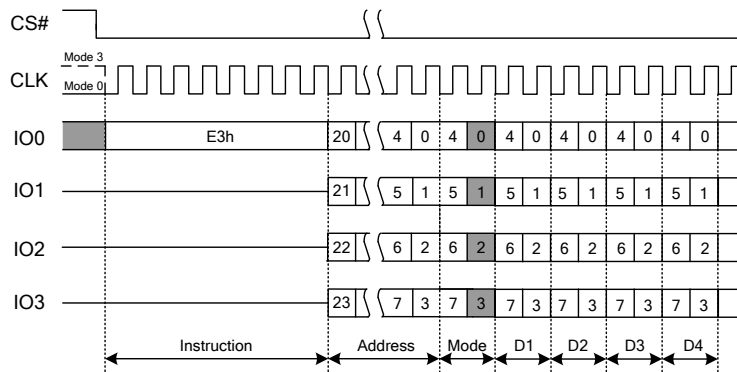 CS#
Mode 3
CLK
Mode 0
IO0 E3h 20 4 0 4 0 4 0 4 0 4 0 4 0
IO1 21 5 1 5 1 5 1 5 1 5 1 5 1
IO2 22 6 2 6 2 6 2 6 2 6 2 6 2
IO3 23 7 3 7 3 7 3 7 3 7 3 7 3
Instruction Address Mode D1 D2 D3 D4